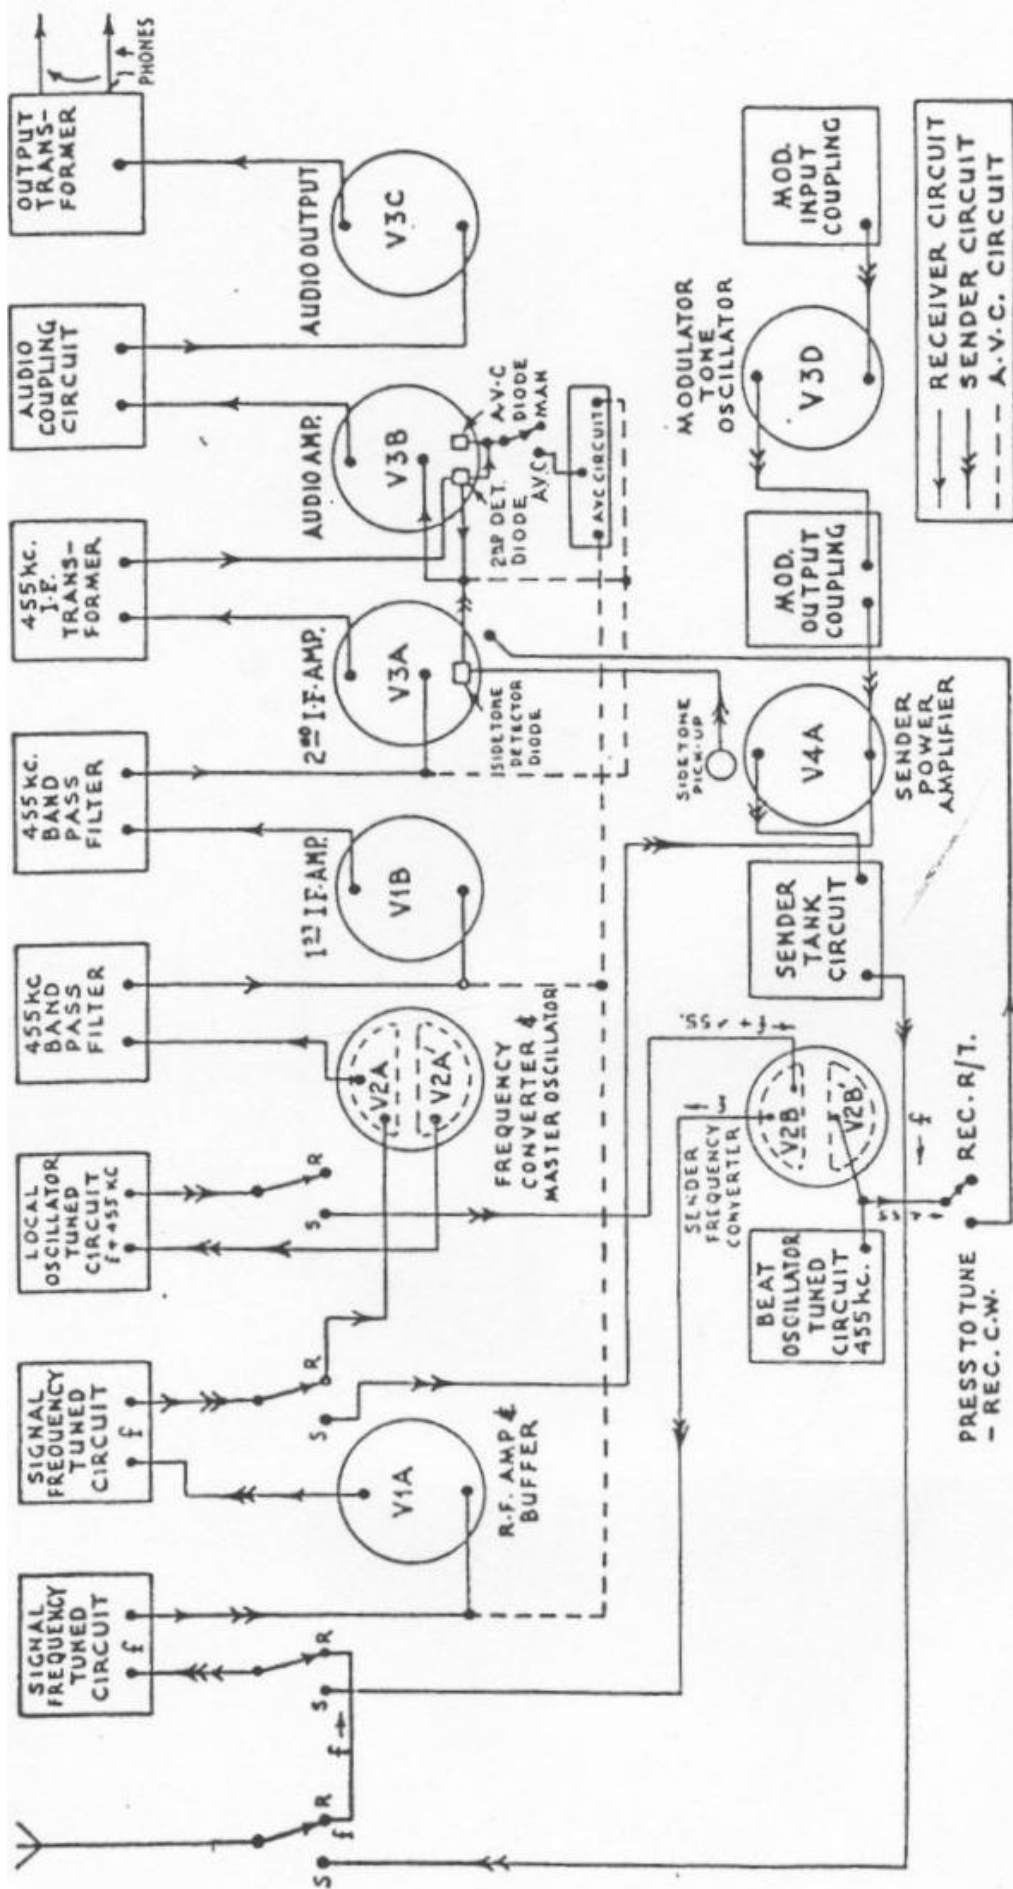 SIGNAL
FREQUENCY
TUNED
CIRCUIT f
SIGNAL
FREQUENCY
TUNED
CIRCUIT f
LOCAL
OSCILLATOR
TUNED
CIRCUIT
f+455 KC
455KC
BAND
PASS
FILTER
455KC.
BAND
PASS
FILTER
455KC.
I.F.
TRANS-
FORMER
AUDIO
COUPLING
CIRCUIT
OUTPUT
TRANS-
FORMER
PHONES
S
R
f
f
S
R
S
R
S
R
V1A
R.F. AMP &
BUFFER
V2A
V2A'
FREQUENCY
CONVERTER &
MASTER OSCILLATOR
1ST I.F. AMP.
V1B
2ND I.F. AMP.
V3A
SIDETONE
DETECTOR
DIODE
AUDIO AMP.
V3B
2ND DET.
DIODE
A.V.C
DIODE
A.V.C
MAN
A.V.C CIRCUIT
AUDIO OUTPUT
V3C
SENDER
FREQUENCY
CONVERTER
f
V2B
V2B'
BEAT
OSCILLATOR
TUNED
CIRCUIT
455KC.
SENDER
TANK
CIRCUIT
SIDETONE
PICK-UP
V4A
SENDER
POWER
AMPLIFIER
MOD.
OUTPUT
COUPLING
MODULATOR
TONE
OSCILLATOR
V3D
MOD.
INPUT
COUPLING
f
PRESS TO TUNE
- REC. C.W.
REC. R/T.
RECEIVER CIRCUIT
SENDER CIRCUIT
A.V.C. CIRCUIT